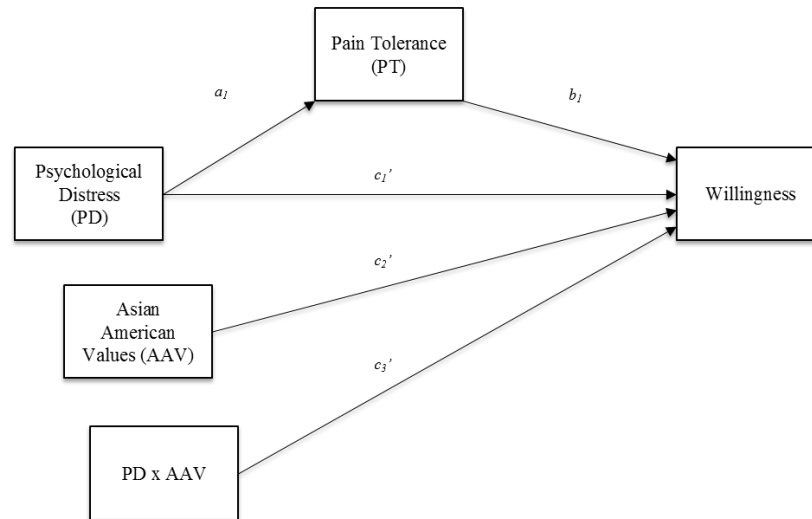 Pain Tolerance
(PT)
a1
b1
Psychological
Distress
(PD)
c1’
Willingness
c2’
Asian
American
Values (AAV)
c3’
PD x AAV